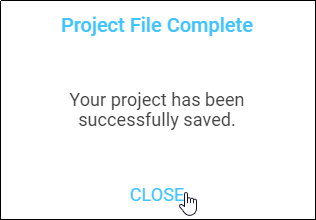 Project File Complete
Your project has been
successfully saved.
CLOSE